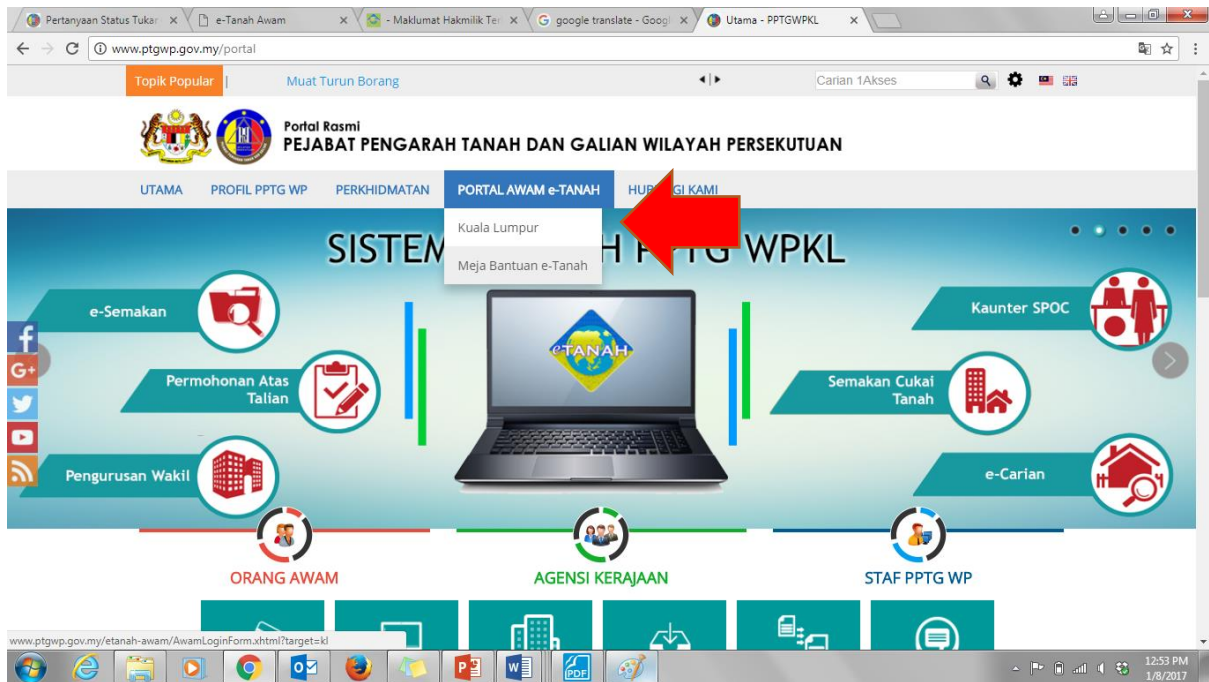 Pertanyaan Status Tukar
e-Tanah Awam
- Maklumat Hakmilik Ter
google translate - Googl
Utama - PPTGWPKL
www.ptgwp.gov.my/portal
Topik Popular |
Muat Turun Borang
Carian 1Akses
Portal Rasmi
PEJABAT PENGARAH TANAH DAN GALIAN WILAYAH PERSEKUTUAN
UTAMA PROFIL PPTG WP PERKHIDMATAN PORTAL AWAM e-TANAH KAMI
Kuala Lumpur
Meja Bantuan e-Tanah
SISTEM WPKL
e-Semakan
Permohonan Atas
Talian
Pengurusan Wakil
eTANAH
Kaunter SPOC
Semakan Cukai
Tanah
e-Carian
ORANG AWAM
AGENSI KERAJAAN
STAF PPTG WP
www.ptgwp.gov.my/etanah-awam/AwamLoginForm.xhtml?target=kl
PDF
12:53 PM
1/8/2017